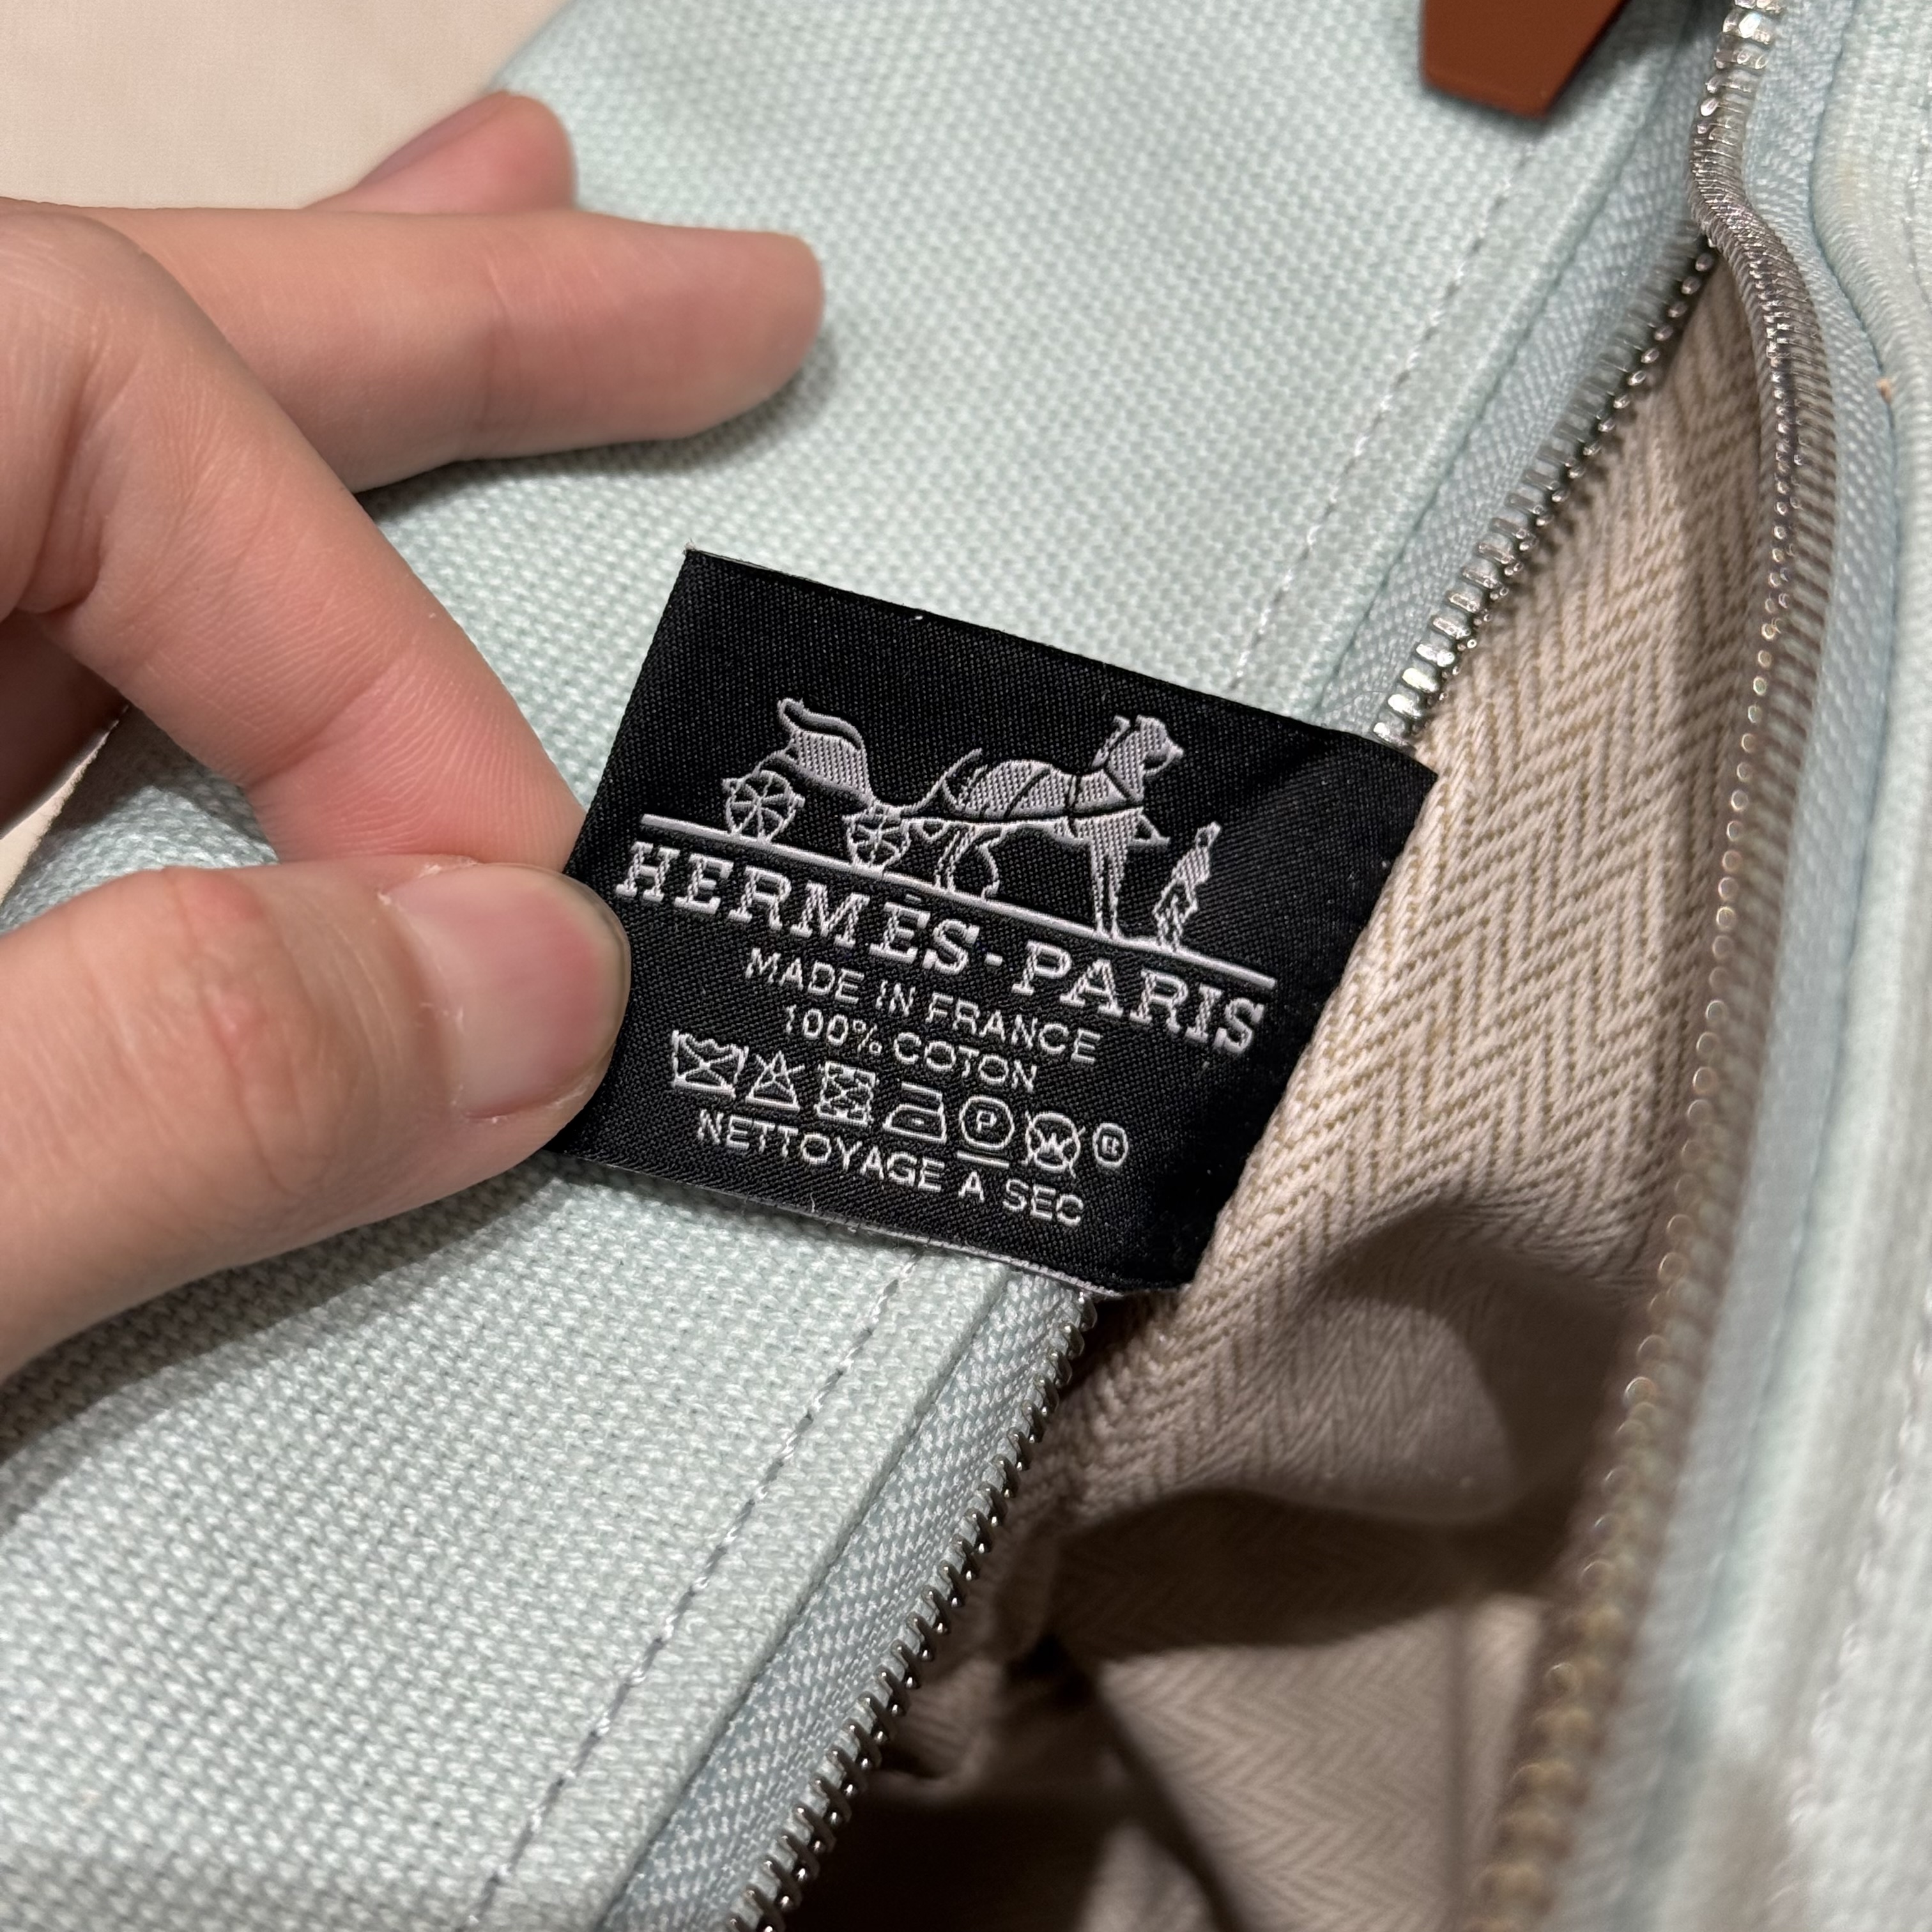 HERMÈS-PARIS
MADE IN FRANCE
100% COTON
P W ®
NETTOYAGE A SEC